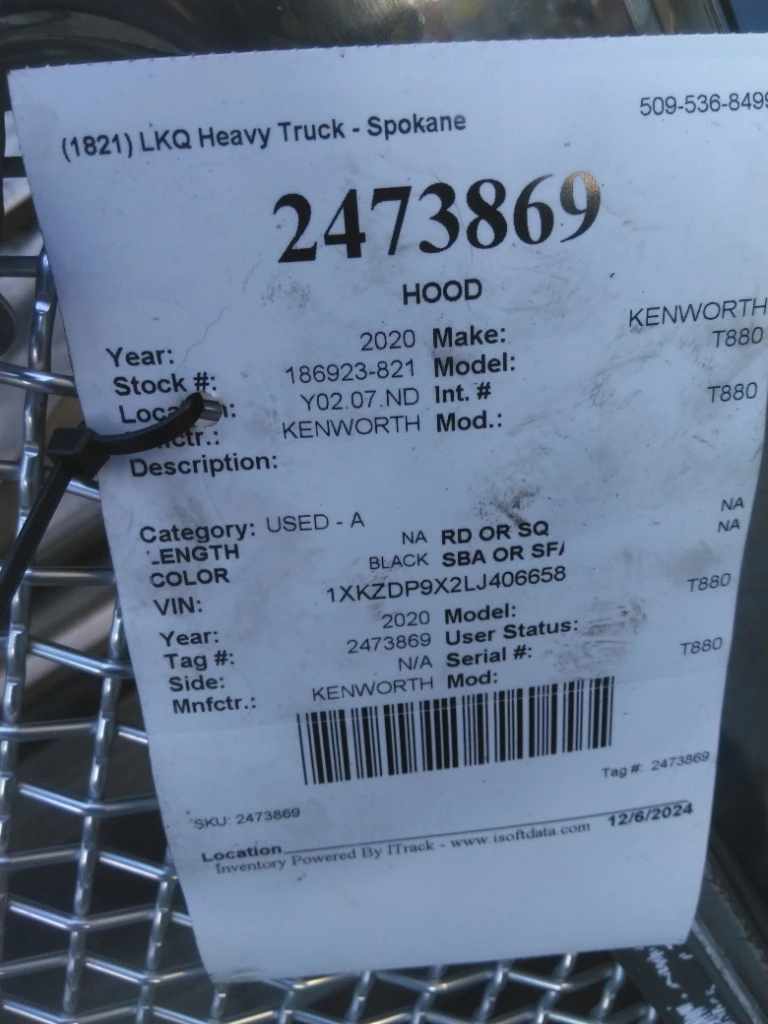 (1821) LKQ Heavy Truck - Spokane 509-536-8499
2473869
HOOD
Year: 2020 Make: KENWORTH
Stock #: 186923-821 Model: T880
Y02.07.ND Int. #
KENWORTH Mod.: T880
Description:
Category: USED - A
LENGTH NA RD OR SQ NA
COLOR BLACK SBA OR SFA NA
VIN: 1XKZDP9X2LJ406658
Year: 2020 Model: T880
Tag #: 2473869 User Status:
Side: N/A Serial #:
Mnfctr.: KENWORTH Mod: T880
Tag #: 2473869
SKU: 2473869
Location 12/6/2024
Inventory Powered By ITrack - www.isoftdata.com